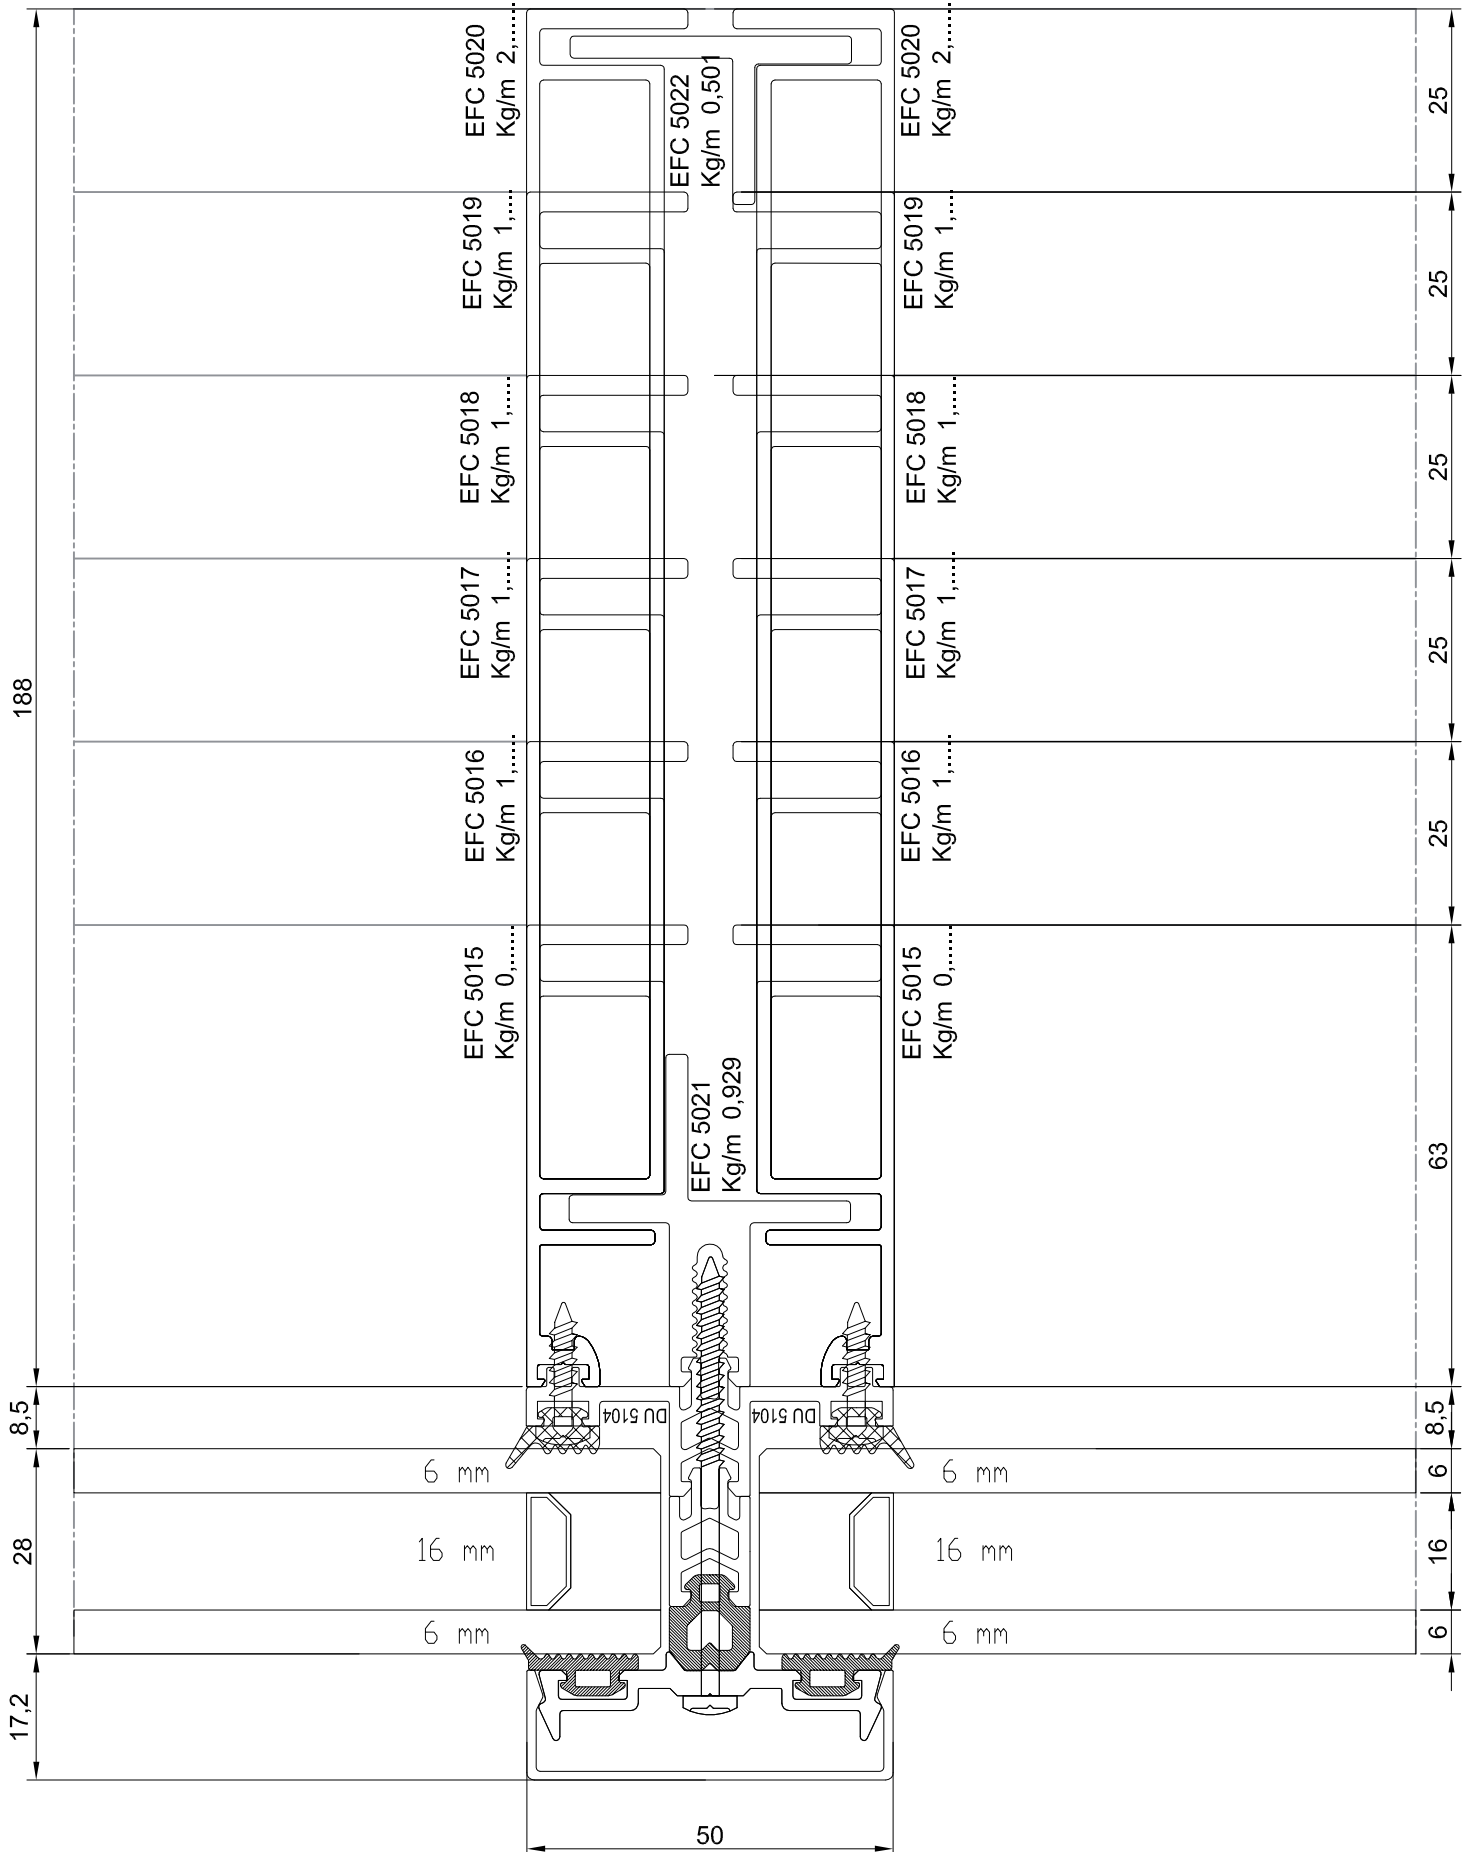 EFC 5020
Kg/m 2,......
EFC 5022
Kg/m 0,501
EFC 5020
Kg/m 2,......
25
EFC 5019
Kg/m 1,......
EFC 5019
Kg/m 1,......
25
EFC 5018
Kg/m 1,......
EFC 5018
Kg/m 1,......
25
EFC 5017
Kg/m 1,......
EFC 5017
Kg/m 1,......
25
188
EFC 5016
Kg/m 1,......
EFC 5016
Kg/m 1,......
25
EFC 5015
Kg/m 0,......
EFC 5015
Kg/m 0,......
EFC 5021
Kg/m 0,929
63
8,5
DU 5104
DU 5104
8,5
6 mm
6 mm
6
28
16 mm
16 mm
16
6 mm
6 mm
6
17,2
50